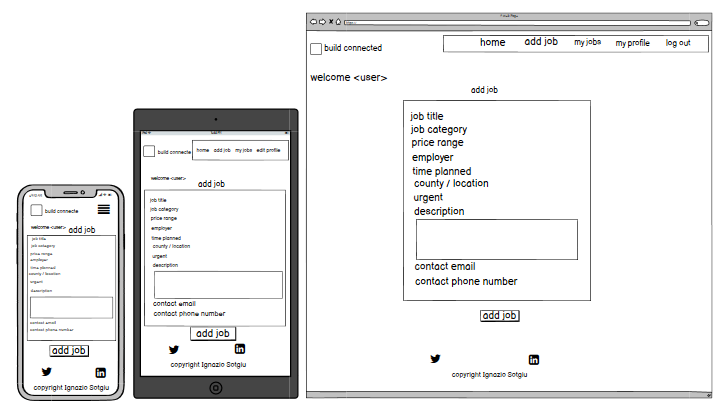 build connecte
welcome <user>
add job
job title
job category
price range
employer
time planned
county / location
urgent
description
contact email
contact phone number
add job
copyright Ignazio Sotgiu
build connecte
home add job my jobs edit profile
welcome <user>
add job
job title
job category
price range
employer
time planned
county / location
urgent
description
contact email
contact phone number
add job
copyright Ignazio Sotgiu
build connected
home add job my jobs my profile log out
welcome <user>
add job
job title
job category
price range
employer
time planned
county / location
urgent
description
contact email
contact phone number
add job
copyright Ignazio Sotgiu